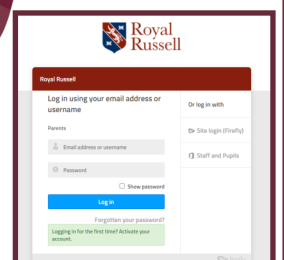 Royal
Russell
Royal Russell
Log in using your email address or
username
Parents
Email address or username
Password
Show password
Log in
Forgotten your password?
Logging in for the first time? Activate your
account.
Or log in with
Site login (Firefly)
Staff and Pupils